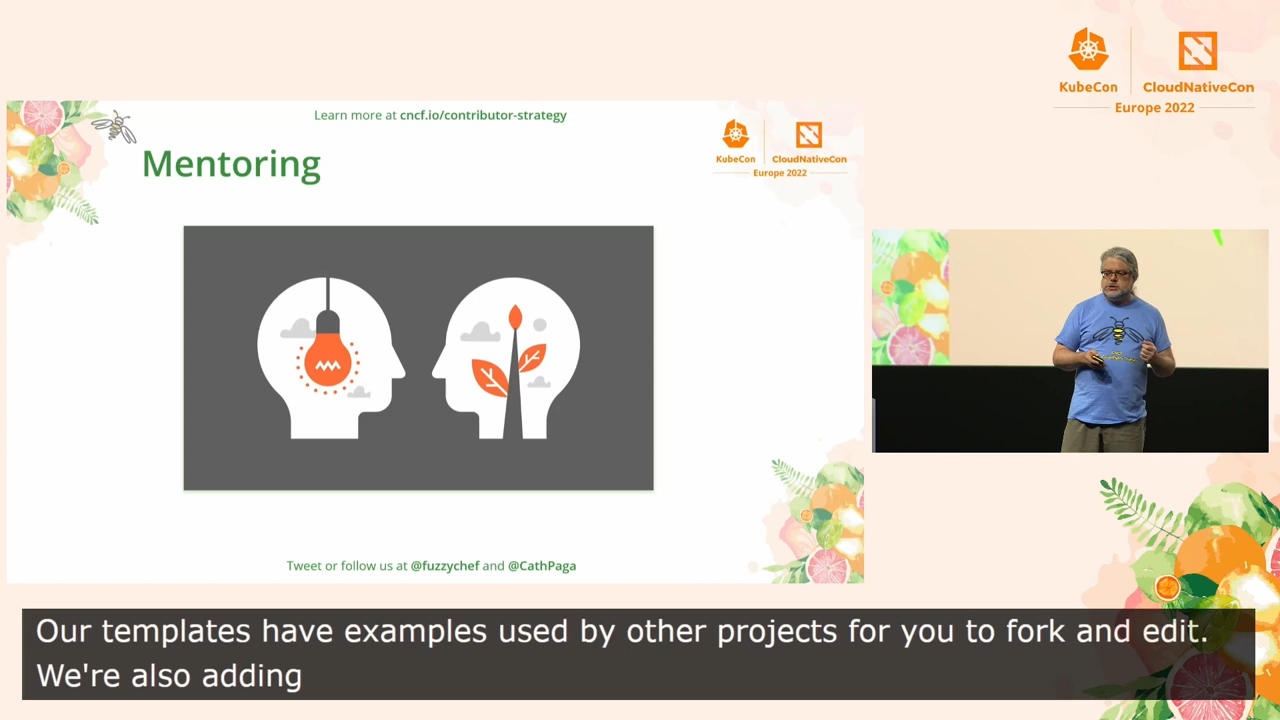 KubeCon
CloudNativeCon
Europe 2022
Learn more at cncf.io/contributor-strategy
Mentoring
KubeCon
CloudNativeCon
Europe 2022
Tweet or follow us at @fuzzychef and @CathPaga
Our templates have examples used by other projects for you to fork and edit.
We're also adding